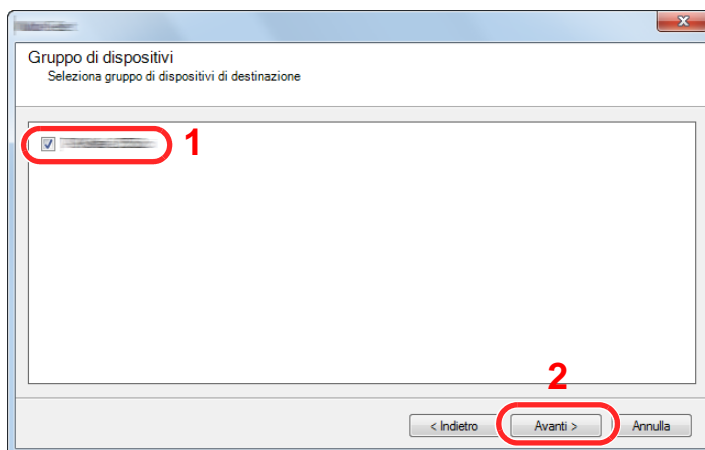 Gruppo di dispositivi
Seleziona gruppo di dispositivi di destinazione
1
2
< Indietro
Avanti >
Annulla